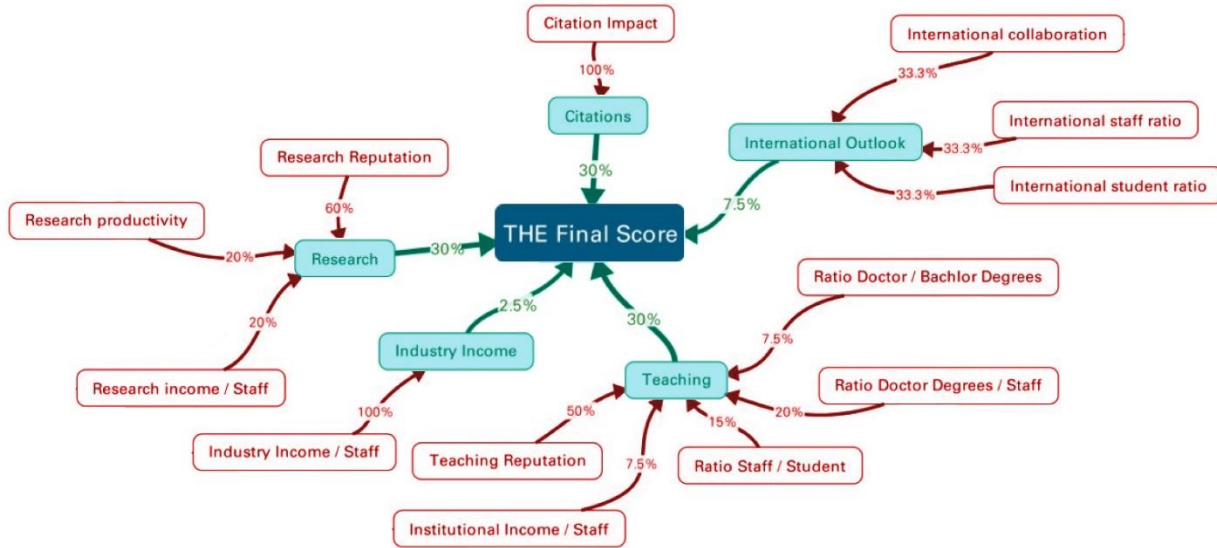 Citation Impact
100%
Citations
30%
International collaboration
33.3%
International staff ratio
33.3%
International student ratio
33.3%
International Outlook
7.5%
THE Final Score
Research Reputation
60%
Research productivity
20%
Research
30%
20%
Research income / Staff
2.5%
Industry Income
100%
Industry Income / Staff
30%
Teaching
Ratio Doctor / Bachlor Degrees
7.5%
Ratio Doctor Degrees / Staff
20%
15%
Ratio Staff / Student
50%
Teaching Reputation
7.5%
Institutional Income / Staff